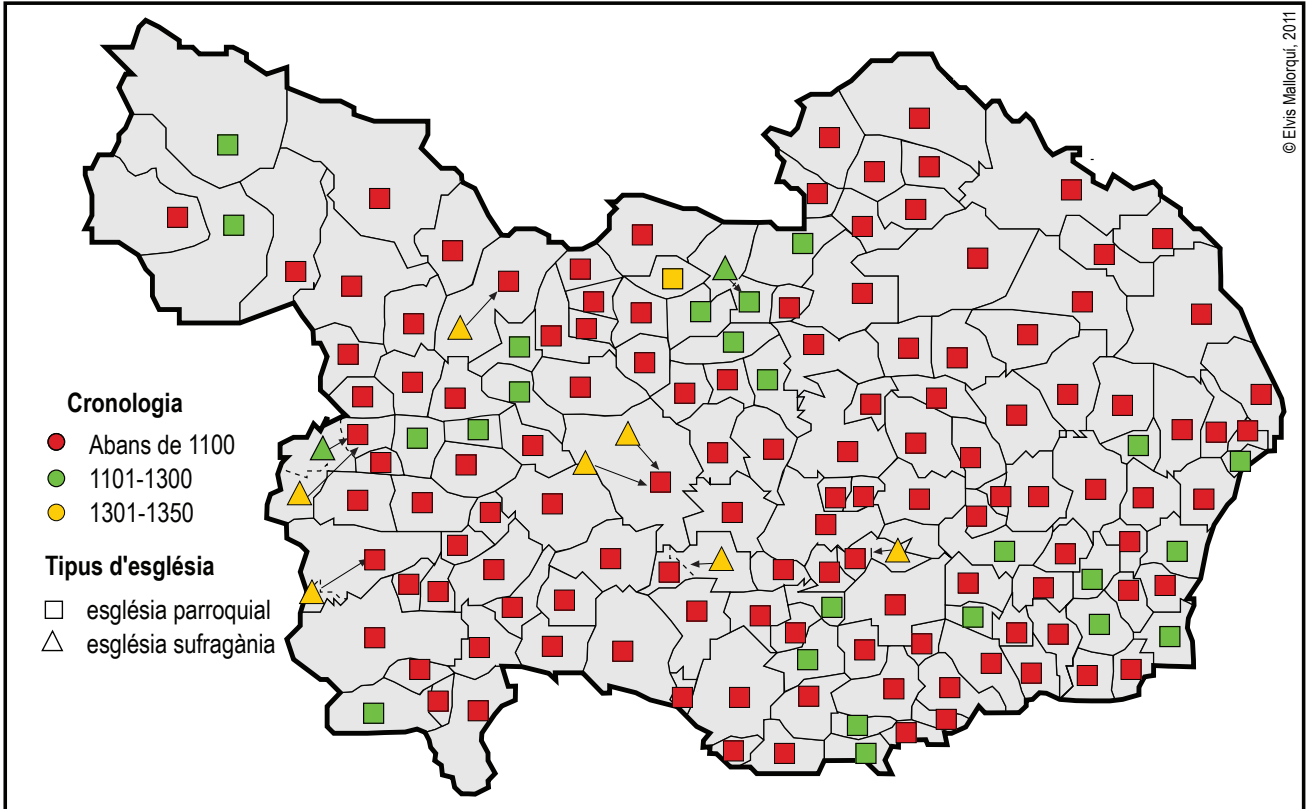 © Elvis Mallorquí, 2011
Cronologia
Abans de 1100
1101-1300
1301-1350
Tipus d'església
església parroquial
església sufragània